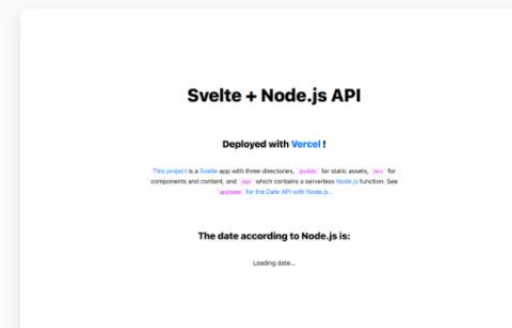 Svelte + Node.js API
Deployed with Vercel !
This project is a Svelte app with three directories, `/public` for static assets, `/src` for
components and content, and `/api` which contains a serverless Node.js function. See
`api/date` for the Date API with Node.js...
The date according to Node.js is:
Loading date...